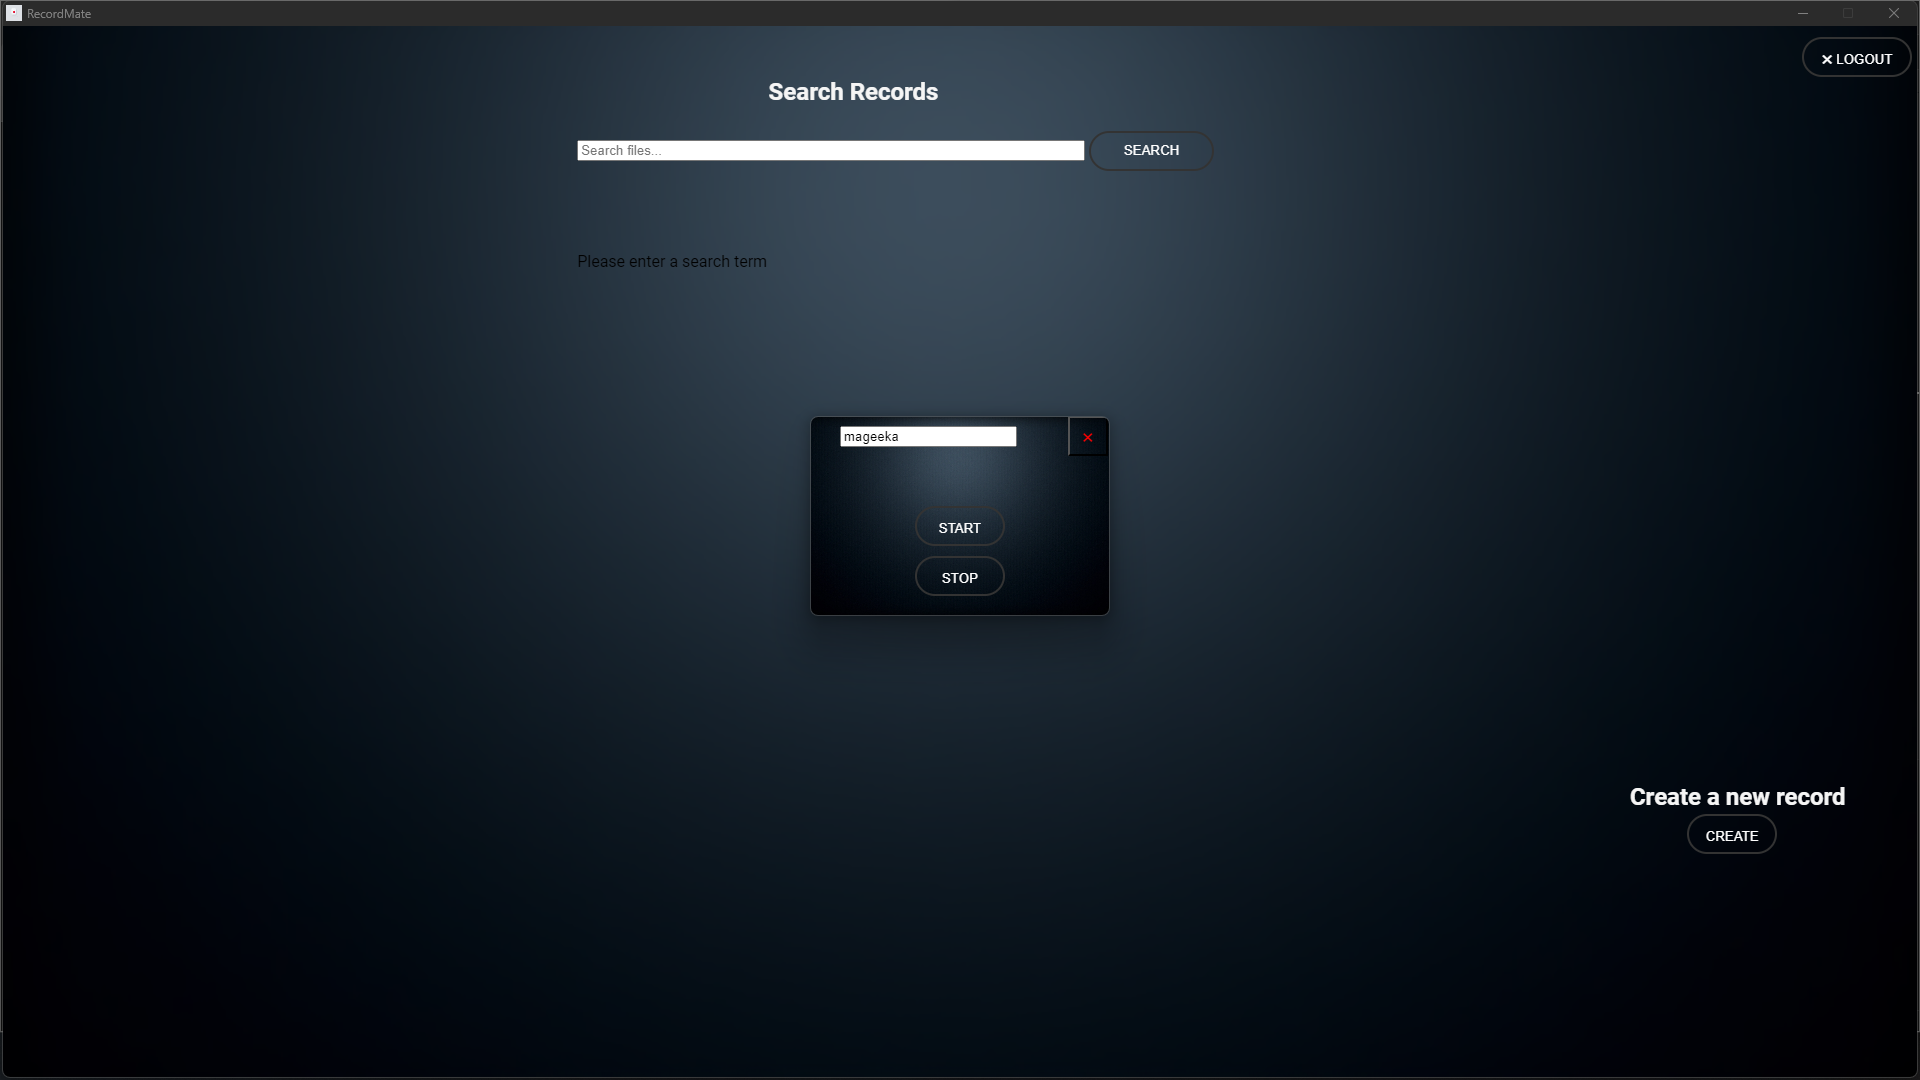 RecordMate
× LOGOUT
Search Records
Search files...
SEARCH
Please enter a search term
mageeka
×
START
STOP
Create a new record
CREATE